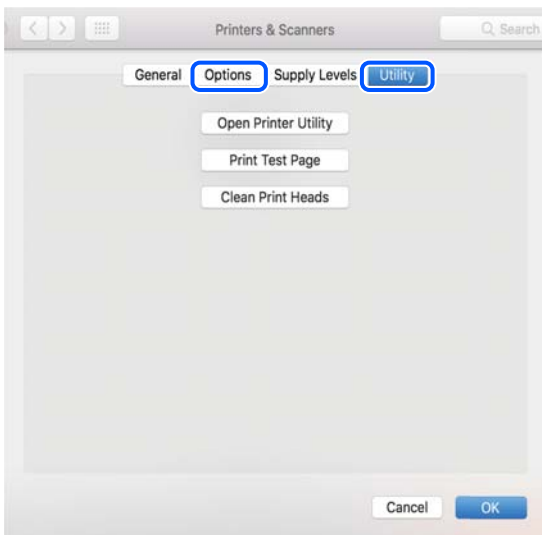 Printers & Scanners Search
General Options Supply Levels Utility
Open Printer Utility
Print Test Page
Clean Print Heads
Cancel OK